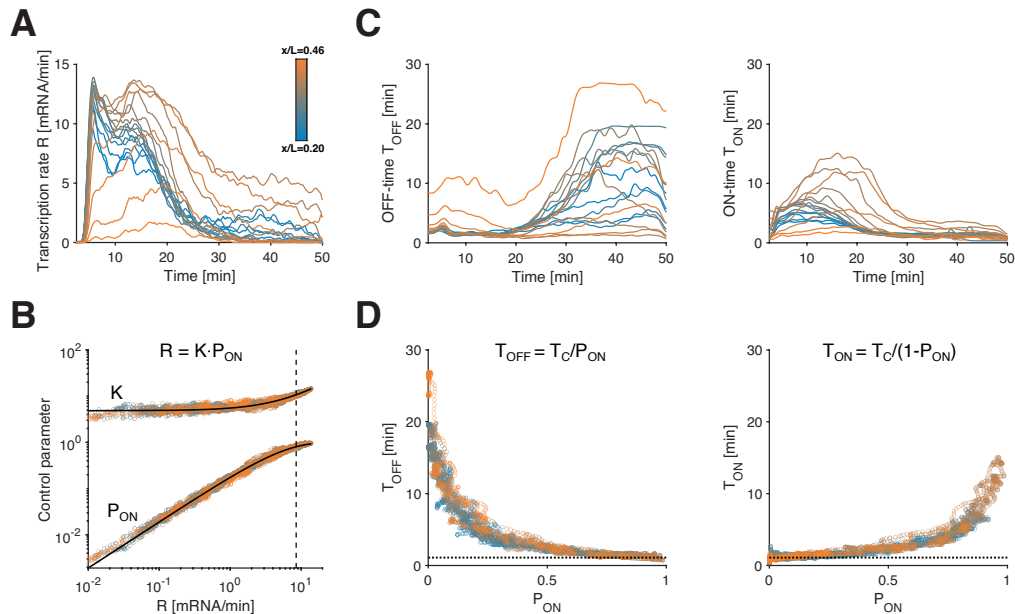 A
x/L=0.46
x/L=0.20
Transcription rate R [mRNA/min]
15
10
5
0
10 20 30 40 50
Time [min]
C
OFF-time T_OFF [min]
30
20
10
0
10 20 30 40 50
Time [min]
ON-time T_ON [min]
30
20
10
0
10 20 30 40 50
Time [min]
B
R = K·P_ON
Control parameter
10^2
10^0
10^-2
K
P_ON
10^-2 10^-1 10^0 10^1
R [mRNA/min]
D
T_OFF = T_C/P_ON
T_OFF [min]
30
20
10
0
0 0.5 1
P_ON
T_ON = T_C/(1-P_ON)
T_ON [min]
30
20
10
0
0 0.5 1
P_ON